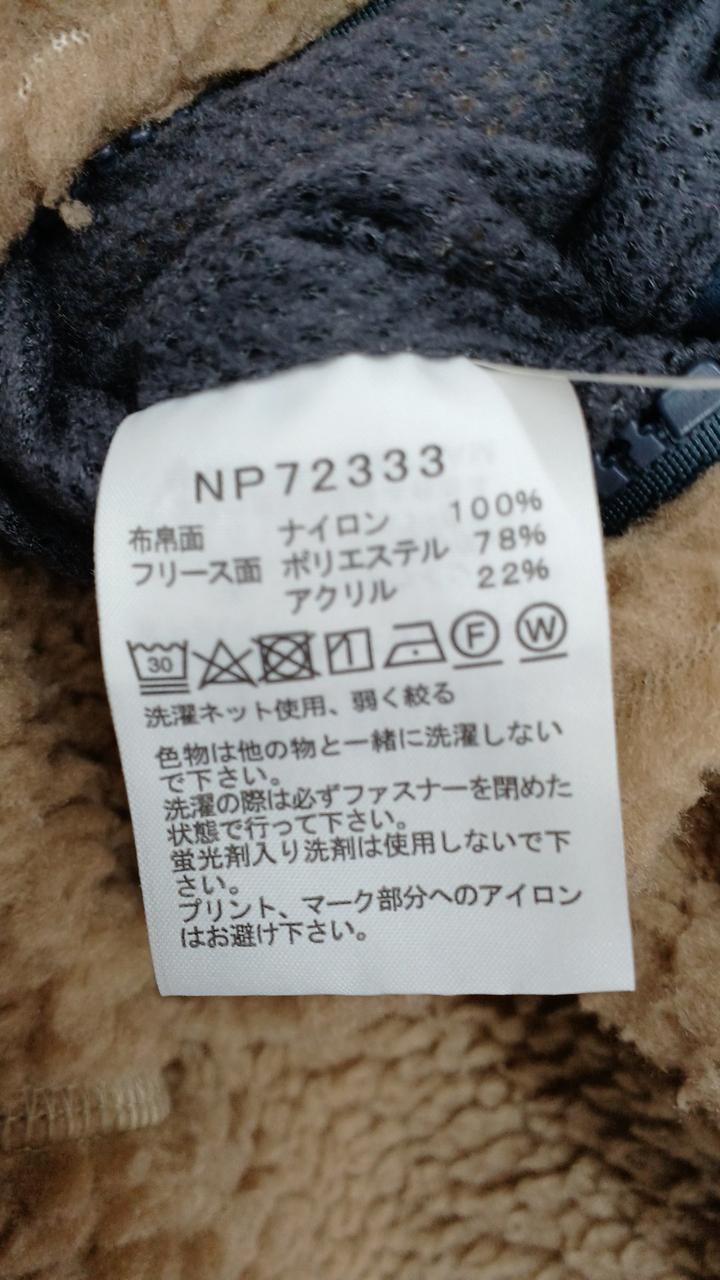 NP72333
布帛面 ナイロン 100%
フリース面 ポリエステル 78%
アクリル 22%
30 F W
洗濯ネット使用、弱く絞る
色物は他の物と一緒に洗濯しない
で下さい。
洗濯の際は必ずファスナーを閉めた
状態で行って下さい。
蛍光剤入り洗剤は使用しないで下
さい。
プリント、マーク部分へのアイロン
はお避け下さい。